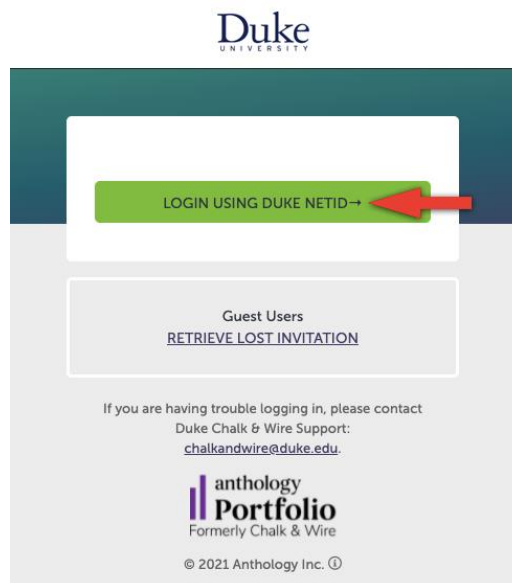 Duke
UNIVERSITY
LOGIN USING DUKE NETID→
Guest Users
RETRIEVE LOST INVITATION
If you are having trouble logging in, please contact
Duke Chalk & Wire Support:
chalkandwire@duke.edu.
anthology
Portfolio
Formerly Chalk & Wire
© 2021 Anthology Inc. ⓘ